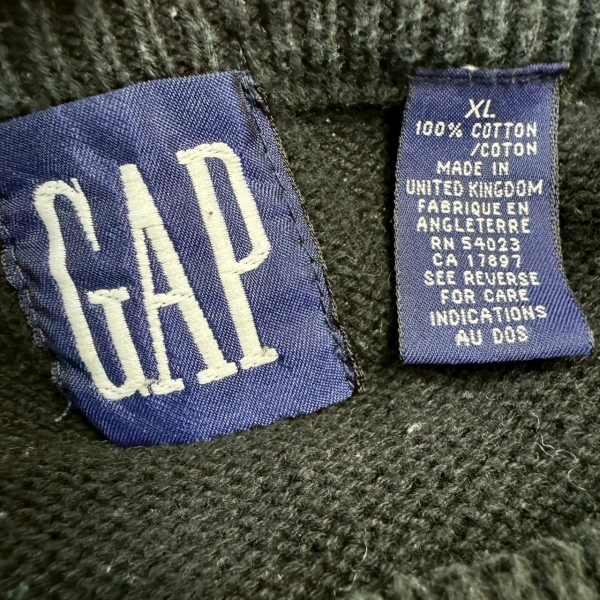 GAP
XL
100% COTTON
/COTON
MADE IN
UNITED KINGDOM
FABRIQUE EN
ANGLETERRE
RN 54023
CA 17897
SEE REVERSE
FOR CARE
INDICATIONS
AU DOS